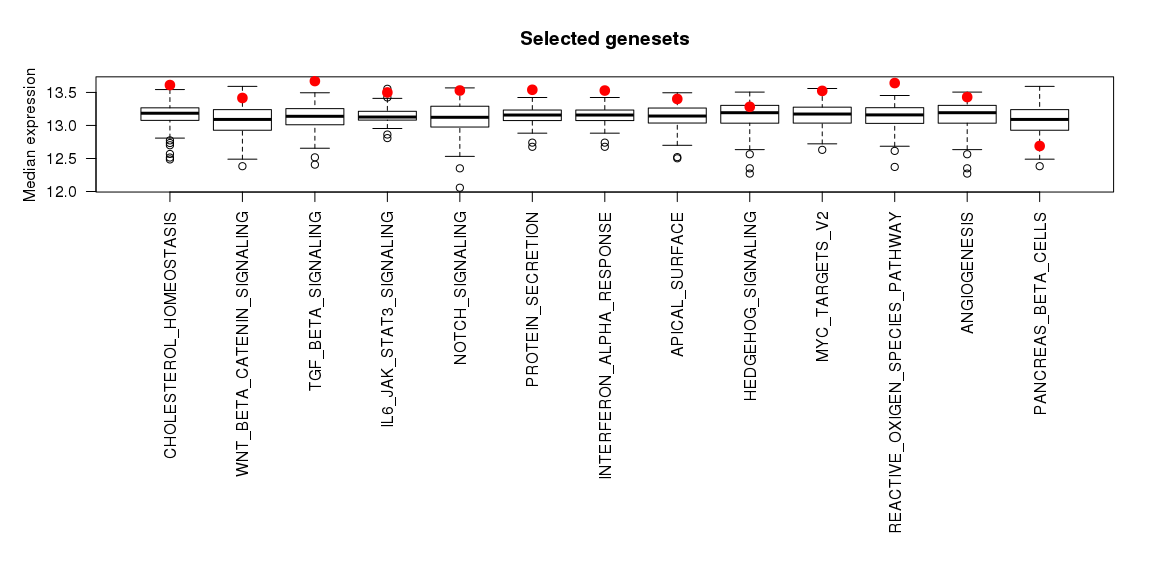 Selected genesets
Median expression
13.5
13.0
12.5
12.0
CHOLESTEROL_HOMEOSTASIS
WNT_BETA_CATENIN_SIGNALING
TGF_BETA_SIGNALING
IL6_JAK_STAT3_SIGNALING
NOTCH_SIGNALING
PROTEIN_SECRETION
INTERFERON_ALPHA_RESPONSE
APICAL_SURFACE
HEDGEHOG_SIGNALING
MYC_TARGETS_V2
REACTIVE_OXIGEN_SPECIES_PATHWAY
ANGIOGENESIS
PANCREAS_BETA_CELLS